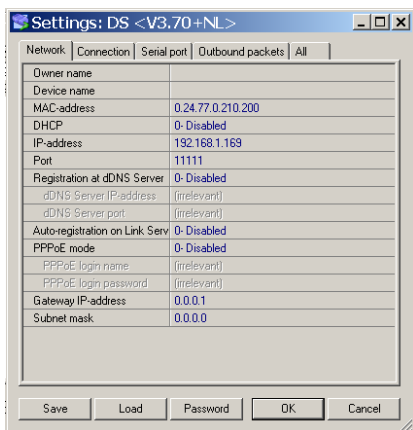 Settings: DS <V3.70+NL>
Network Connection Serial port Outbound packets All
Owner name
Device name
MAC-address 0.24.77.0.210.200
DHCP 0- Disabled
IP-address 192.168.1.169
Port 11111
Registration at dDNS Server 0- Disabled
dDNS Server IP-address (irrelevant)
dDNS Server port (irrelevant)
Auto-registration on Link Serv 0- Disabled
PPPoE mode 0- Disabled
PPPoE login name (irrelevant)
PPPoE login password (irrelevant)
Gateway IP-address 0.0.0.1
Subnet mask 0.0.0.0
Save Load Password OK Cancel